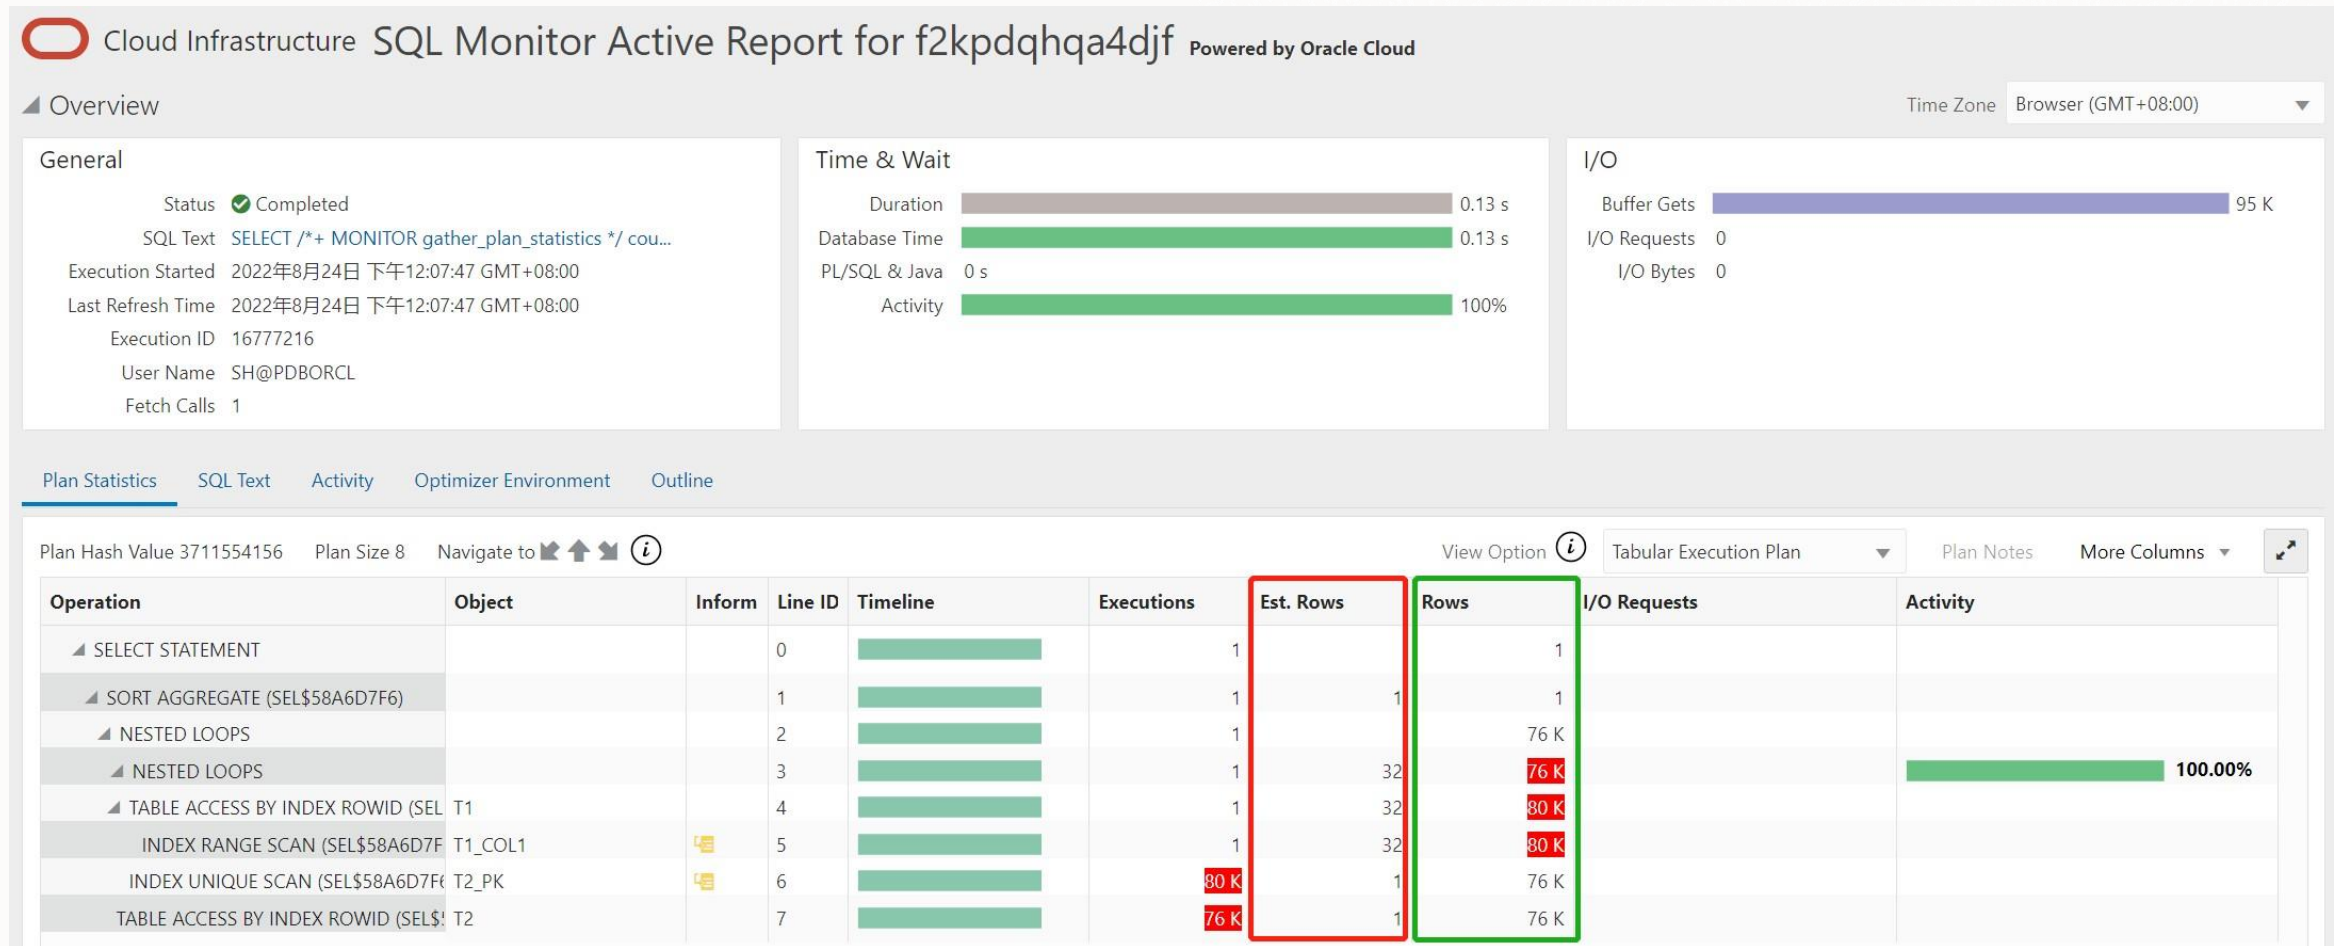 Cloud Infrastructure SQL Monitor Active Report for f2kpdqhqa4djf Powered by Oracle Cloud
Overview
Time Zone Browser (GMT+08:00)
General
Status Completed
SQL Text SELECT /*+ MONITOR gather_plan_statistics */ cou...
Execution Started 2022年8月24日 下午12:07:47 GMT+08:00
Last Refresh Time 2022年8月24日 下午12:07:47 GMT+08:00
Execution ID 16777216
User Name SH@PDBORCL
Fetch Calls 1
Time & Wait
Duration 0.13 s
Database Time 0.13 s
PL/SQL & Java 0 s
Activity 100%
I/O
Buffer Gets 95 K
I/O Requests 0
I/O Bytes 0
Plan Statistics SQL Text Activity Optimizer Environment Outline
Plan Hash Value 3711554156 Plan Size 8 Navigate to i View Option i Tabular Execution Plan Plan Notes More Columns
Operation Object Inform Line ID Timeline Executions Est. Rows Rows I/O Requests Activity
SELECT STATEMENT 0 1 1
SORT AGGREGATE (SEL$58A6D7F6) 1 1 1 1
NESTED LOOPS 2 1 76 K
NESTED LOOPS 3 1 32 76 K 100.00%
TABLE ACCESS BY INDEX ROWID (SEL T1 4 1 32 80 K
INDEX RANGE SCAN (SEL$58A6D7F T1_COL1 5 1 32 80 K
INDEX UNIQUE SCAN (SEL$58A6D7F6 T2_PK 6 80 K 1 76 K
TABLE ACCESS BY INDEX ROWID (SEL$ T2 7 76 K 1 76 K